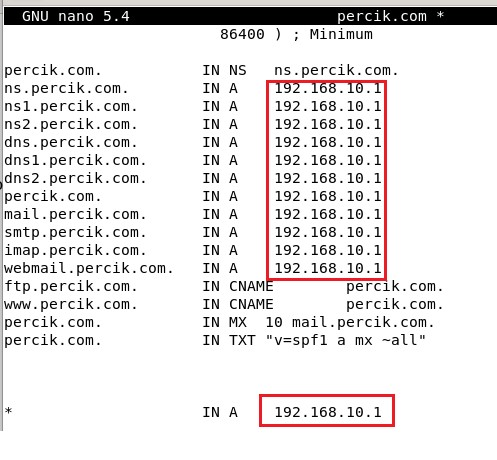 GNU nano 5.4 percik.com *
86400 ) ; Minimum
percik.com. IN NS ns.percik.com.
ns.percik.com. IN A 192.168.10.1
ns1.percik.com. IN A 192.168.10.1
ns2.percik.com. IN A 192.168.10.1
dns.percik.com. IN A 192.168.10.1
dns1.percik.com. IN A 192.168.10.1
dns2.percik.com. IN A 192.168.10.1
percik.com. IN A 192.168.10.1
mail.percik.com. IN A 192.168.10.1
smtp.percik.com. IN A 192.168.10.1
imap.percik.com. IN A 192.168.10.1
webmail.percik.com. IN A 192.168.10.1
ftp.percik.com. IN CNAME percik.com.
www.percik.com. IN CNAME percik.com.
percik.com. IN MX 10 mail.percik.com.
percik.com. IN TXT "v=spf1 a mx ~all"
* IN A 192.168.10.1